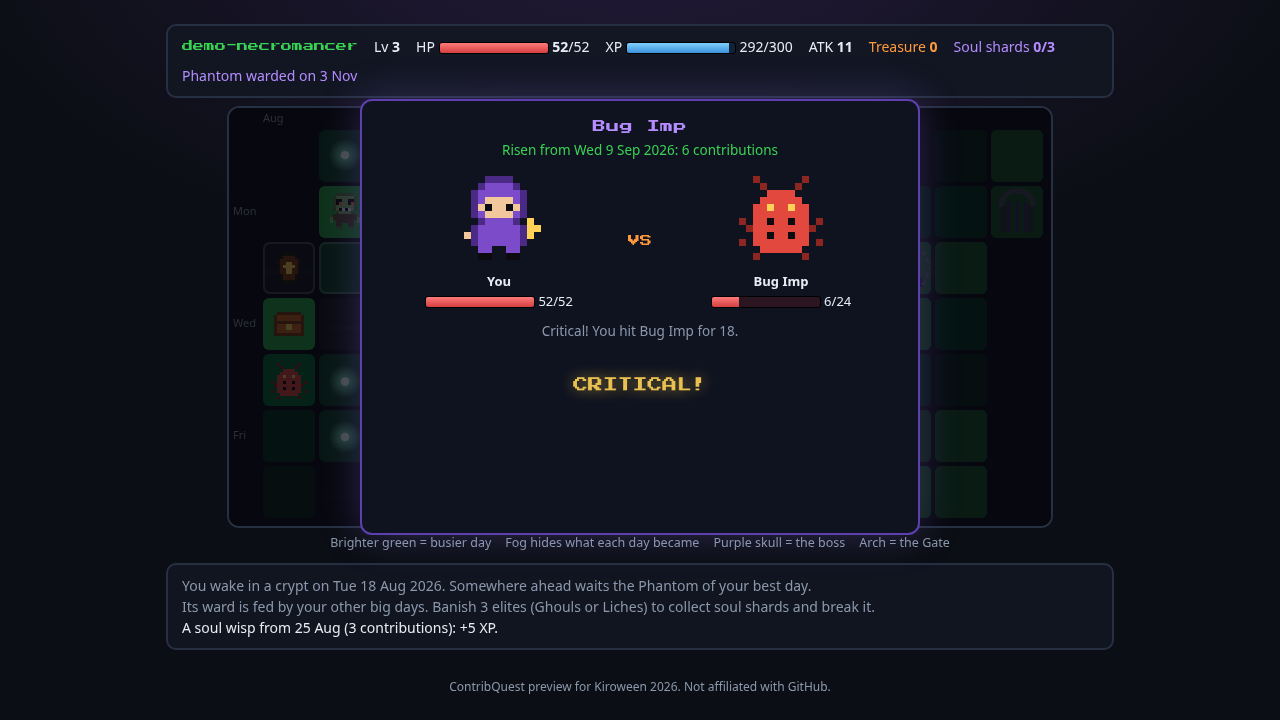 demo-necromancer Lv 3 HP 52/52 XP 292/300 ATK 11 Treasure 0 Soul shards 0/3
Phantom warded on 3 Nov
Aug
Mon
Wed
Fri
Bug Imp
Risen from Wed 9 Sep 2026: 6 contributions
vs
You Bug Imp
52/52 6/24
Critical! You hit Bug Imp for 18.
CRITICAL!
Brighter green = busier day Fog hides what each day became Purple skull = the boss Arch = the Gate
You wake in a crypt on Tue 18 Aug 2026. Somewhere ahead waits the Phantom of your best day.
Its ward is fed by your other big days. Banish 3 elites (Ghouls or Liches) to collect soul shards and break it.
A soul wisp from 25 Aug (3 contributions): +5 XP.
ContribQuest preview for Kiroween 2026. Not affiliated with GitHub.